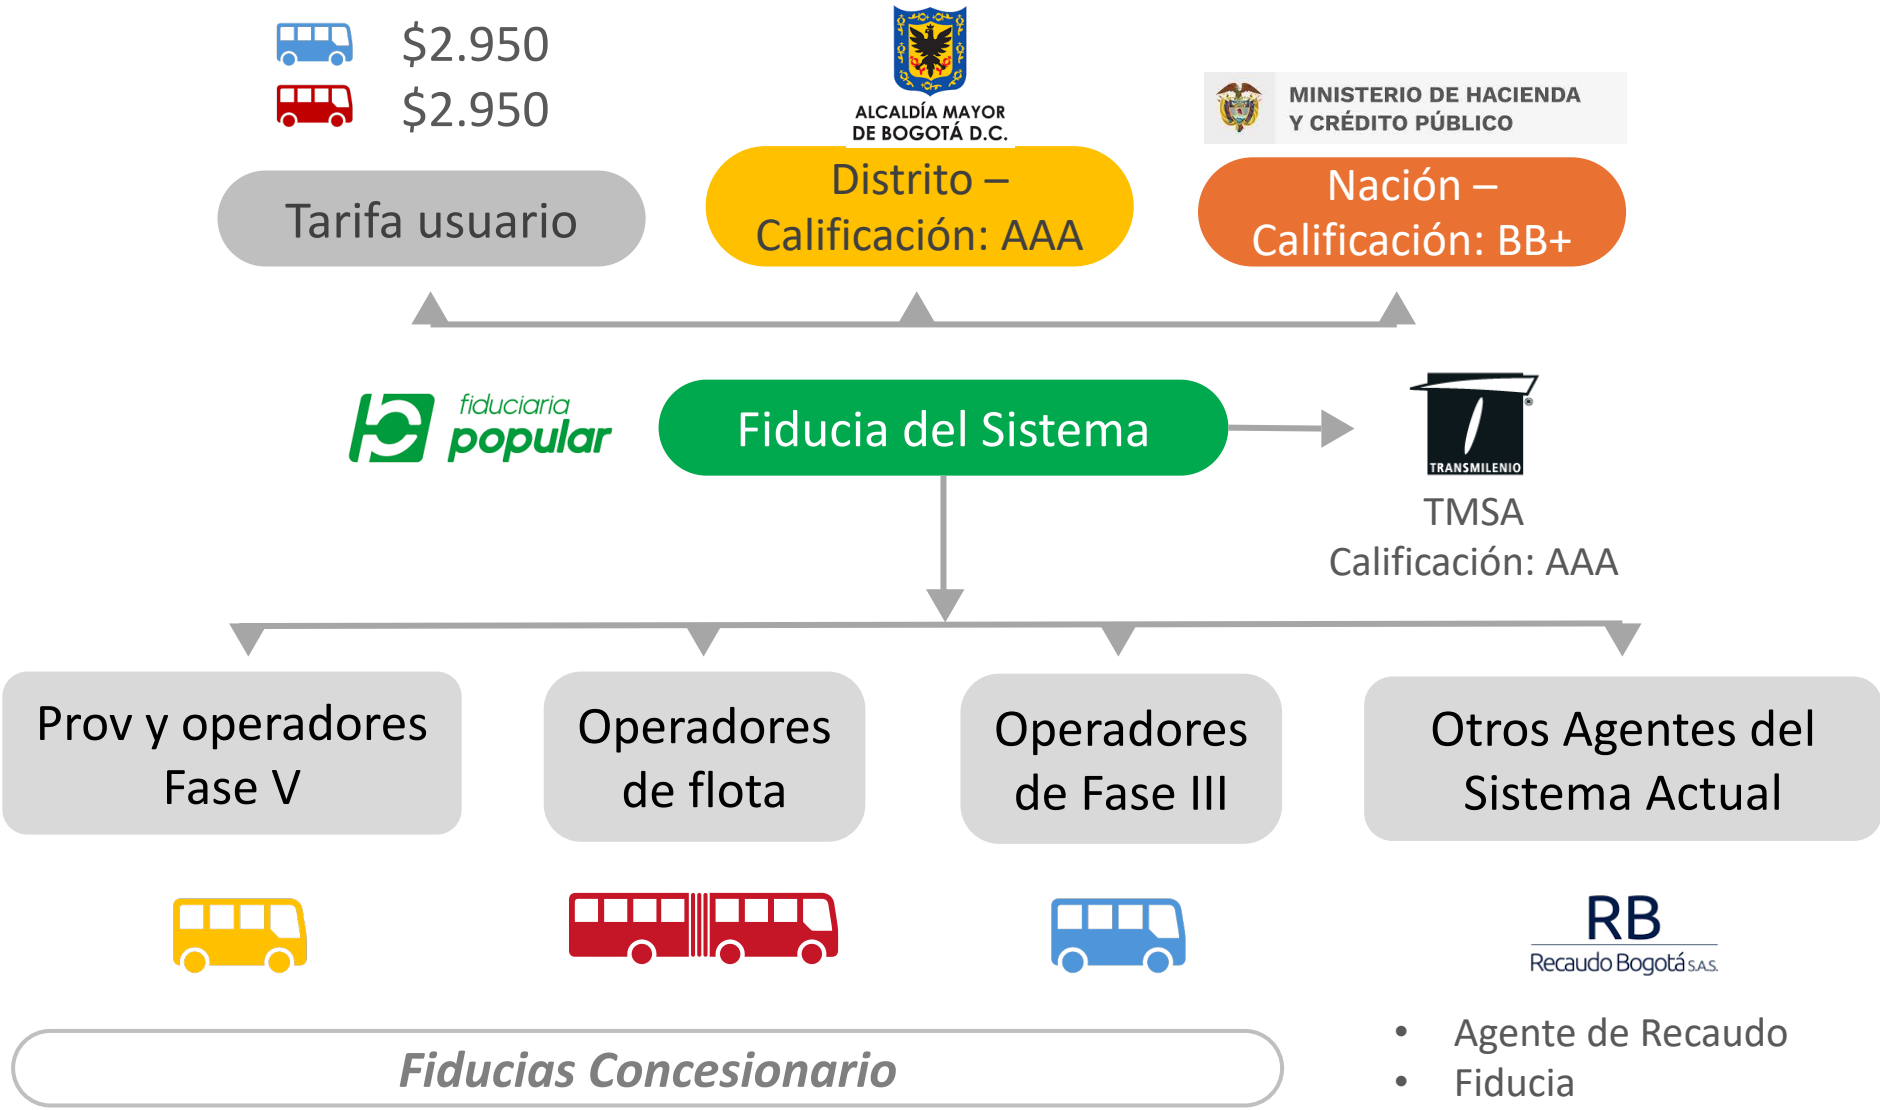 $2.950
$2.950
ALCALDÍA MAYOR
DE BOGOTÁ D.C.
MINISTERIO DE HACIENDA
Y CRÉDITO PÚBLICO
Tarifa usuario
Distrito –
Calificación: AAA
Nación –
Calificación: BB+
fiduciaria
popular
Fiducia del Sistema
TRANSMILENIO
®
TMSA
Calificación: AAA
Prov y operadores
Fase V
Operadores
de flota
Operadores
de Fase III
Otros Agentes del
Sistema Actual
RB
Recaudo Bogotá S.A.S.
Fiducias Concesionario
• Agente de Recaudo
• Fiducia